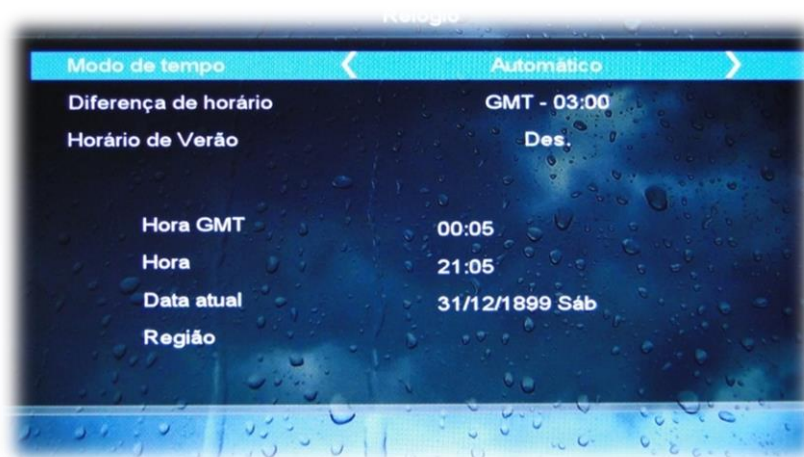 Relógio
Modo de tempo Automático
Diferença de horário GMT - 03:00
Horário de Verão Des.
Hora GMT 00:05
Hora 21:05
Data atual 31/12/1899 Sáb
Região